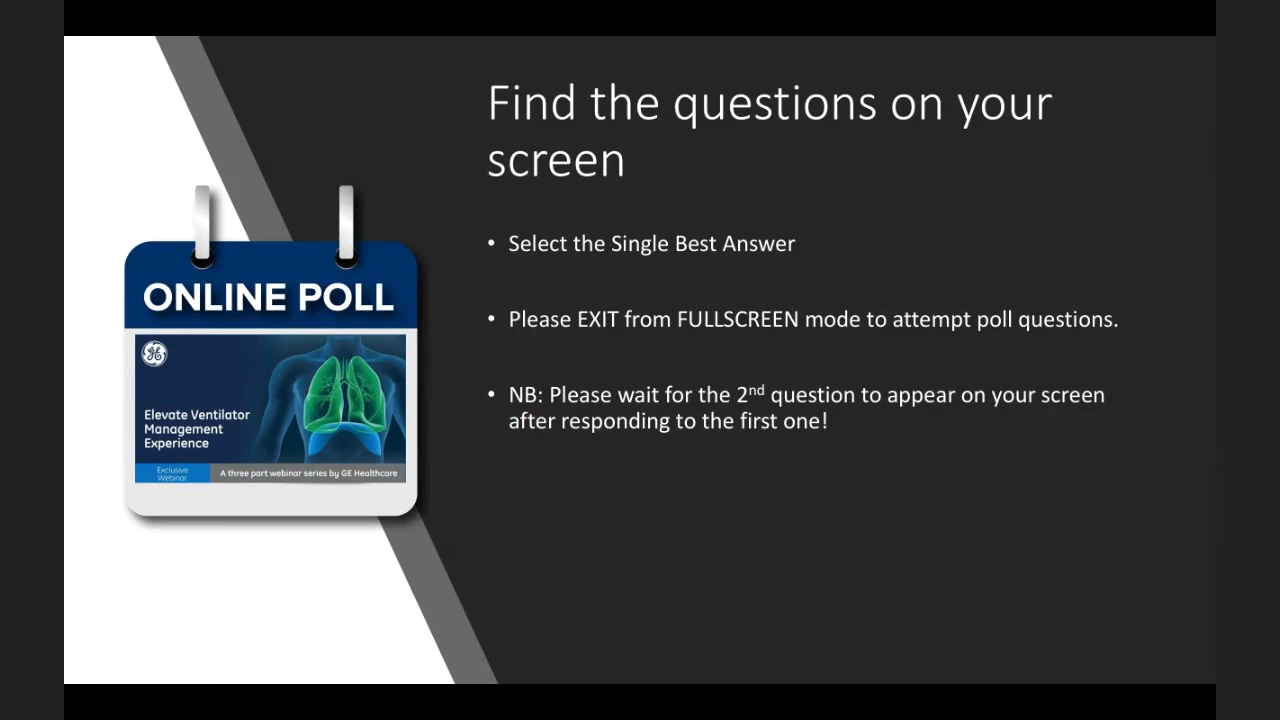 Find the questions on your
screen
• Select the Single Best Answer
• Please EXIT from FULLSCREEN mode to attempt poll questions.
• NB: Please wait for the 2nd question to appear on your screen
after responding to the first one!
ONLINE POLL
GE
Elevate Ventilator
Management
Experience
Exclusive
Webinar
A three part webinar series by GE Healthcare